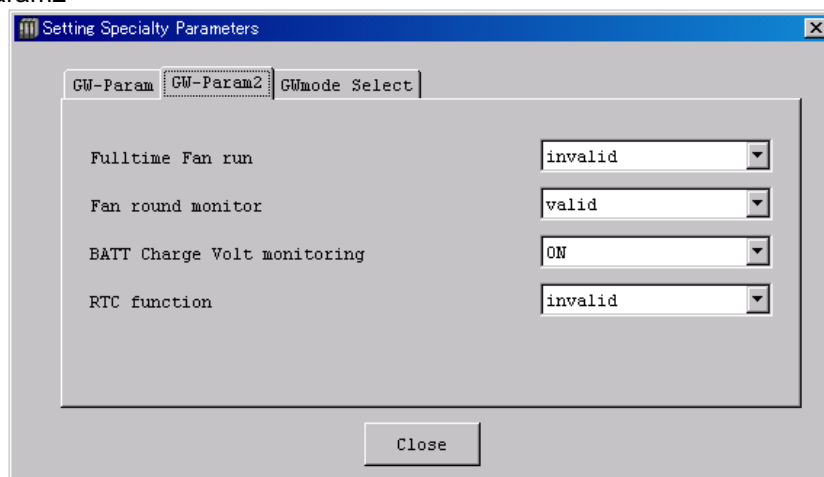 Setting Specialty Parameters
GW-Param GW-Param2 GWmode Select
Fulltime Fan run invalid
Fan round monitor valid
BATT Charge Volt monitoring ON
RTC function invalid
Close